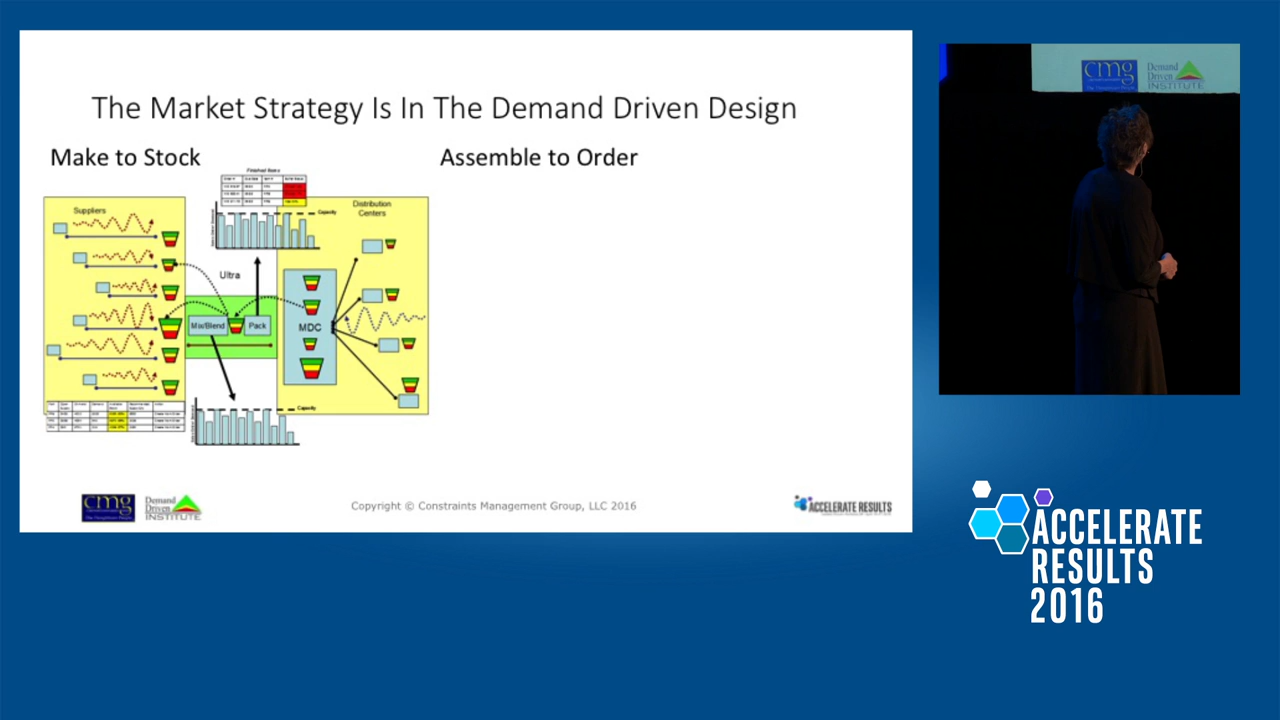 The Market Strategy Is In The Demand Driven Design
Make to Stock
Assemble to Order
Finished Items
Suppliers
Capacity
Distribution
Centers
Ultra
Mix/Blend
Pack
MDC
Capacity
cmg
Demand
Driven
INSTITUTE
Copyright © Constraints Management Group, LLC 2016
ACCELERATE RESULTS
cmg
Demand
Driven
INSTITUTE
ACCELERATE
RESULTS
2016